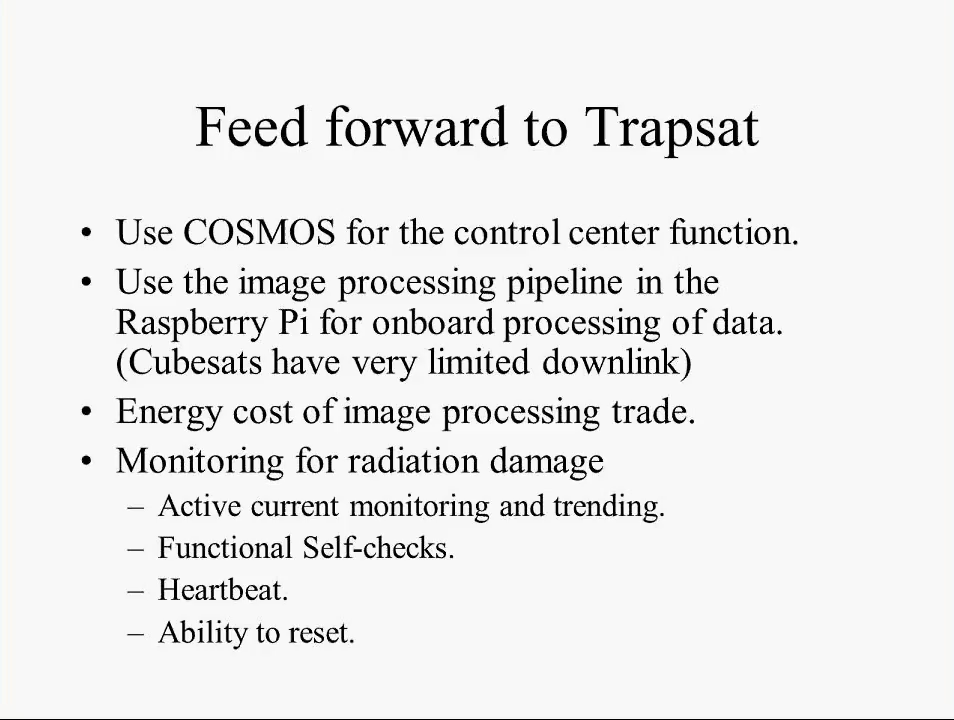 Feed forward to Trapsat
• Use COSMOS for the control center function.
• Use the image processing pipeline in the
Raspberry Pi for onboard processing of data.
(Cubesats have very limited downlink)
• Energy cost of image processing trade.
• Monitoring for radiation damage
– Active current monitoring and trending.
– Functional Self-checks.
– Heartbeat.
– Ability to reset.